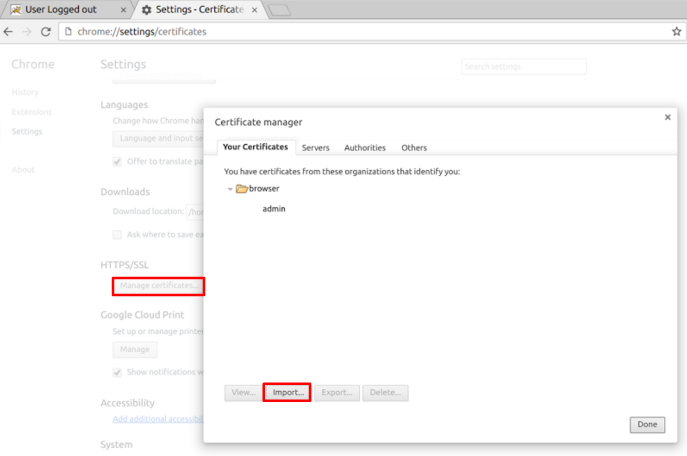 User Logged out
Settings - Certificate
chrome://settings/certificates
Chrome
Settings
Search settings
History
Extensions
Settings
About
Languages
Change how Chrome han
Language and input se
Offer to translate pa
Downloads
Download location:
/ho
Ask where to save ea
HTTPS/SSL
Manage certificates...
Google Cloud Print
Set up or manage printer
Manage
Show notifications w
Accessibility
Add additional accessibil
System
Certificate manager
Your Certificates
Servers
Authorities
Others
You have certificates from these organizations that identify you:
browser
admin
View...
Import...
Export...
Delete...
Done